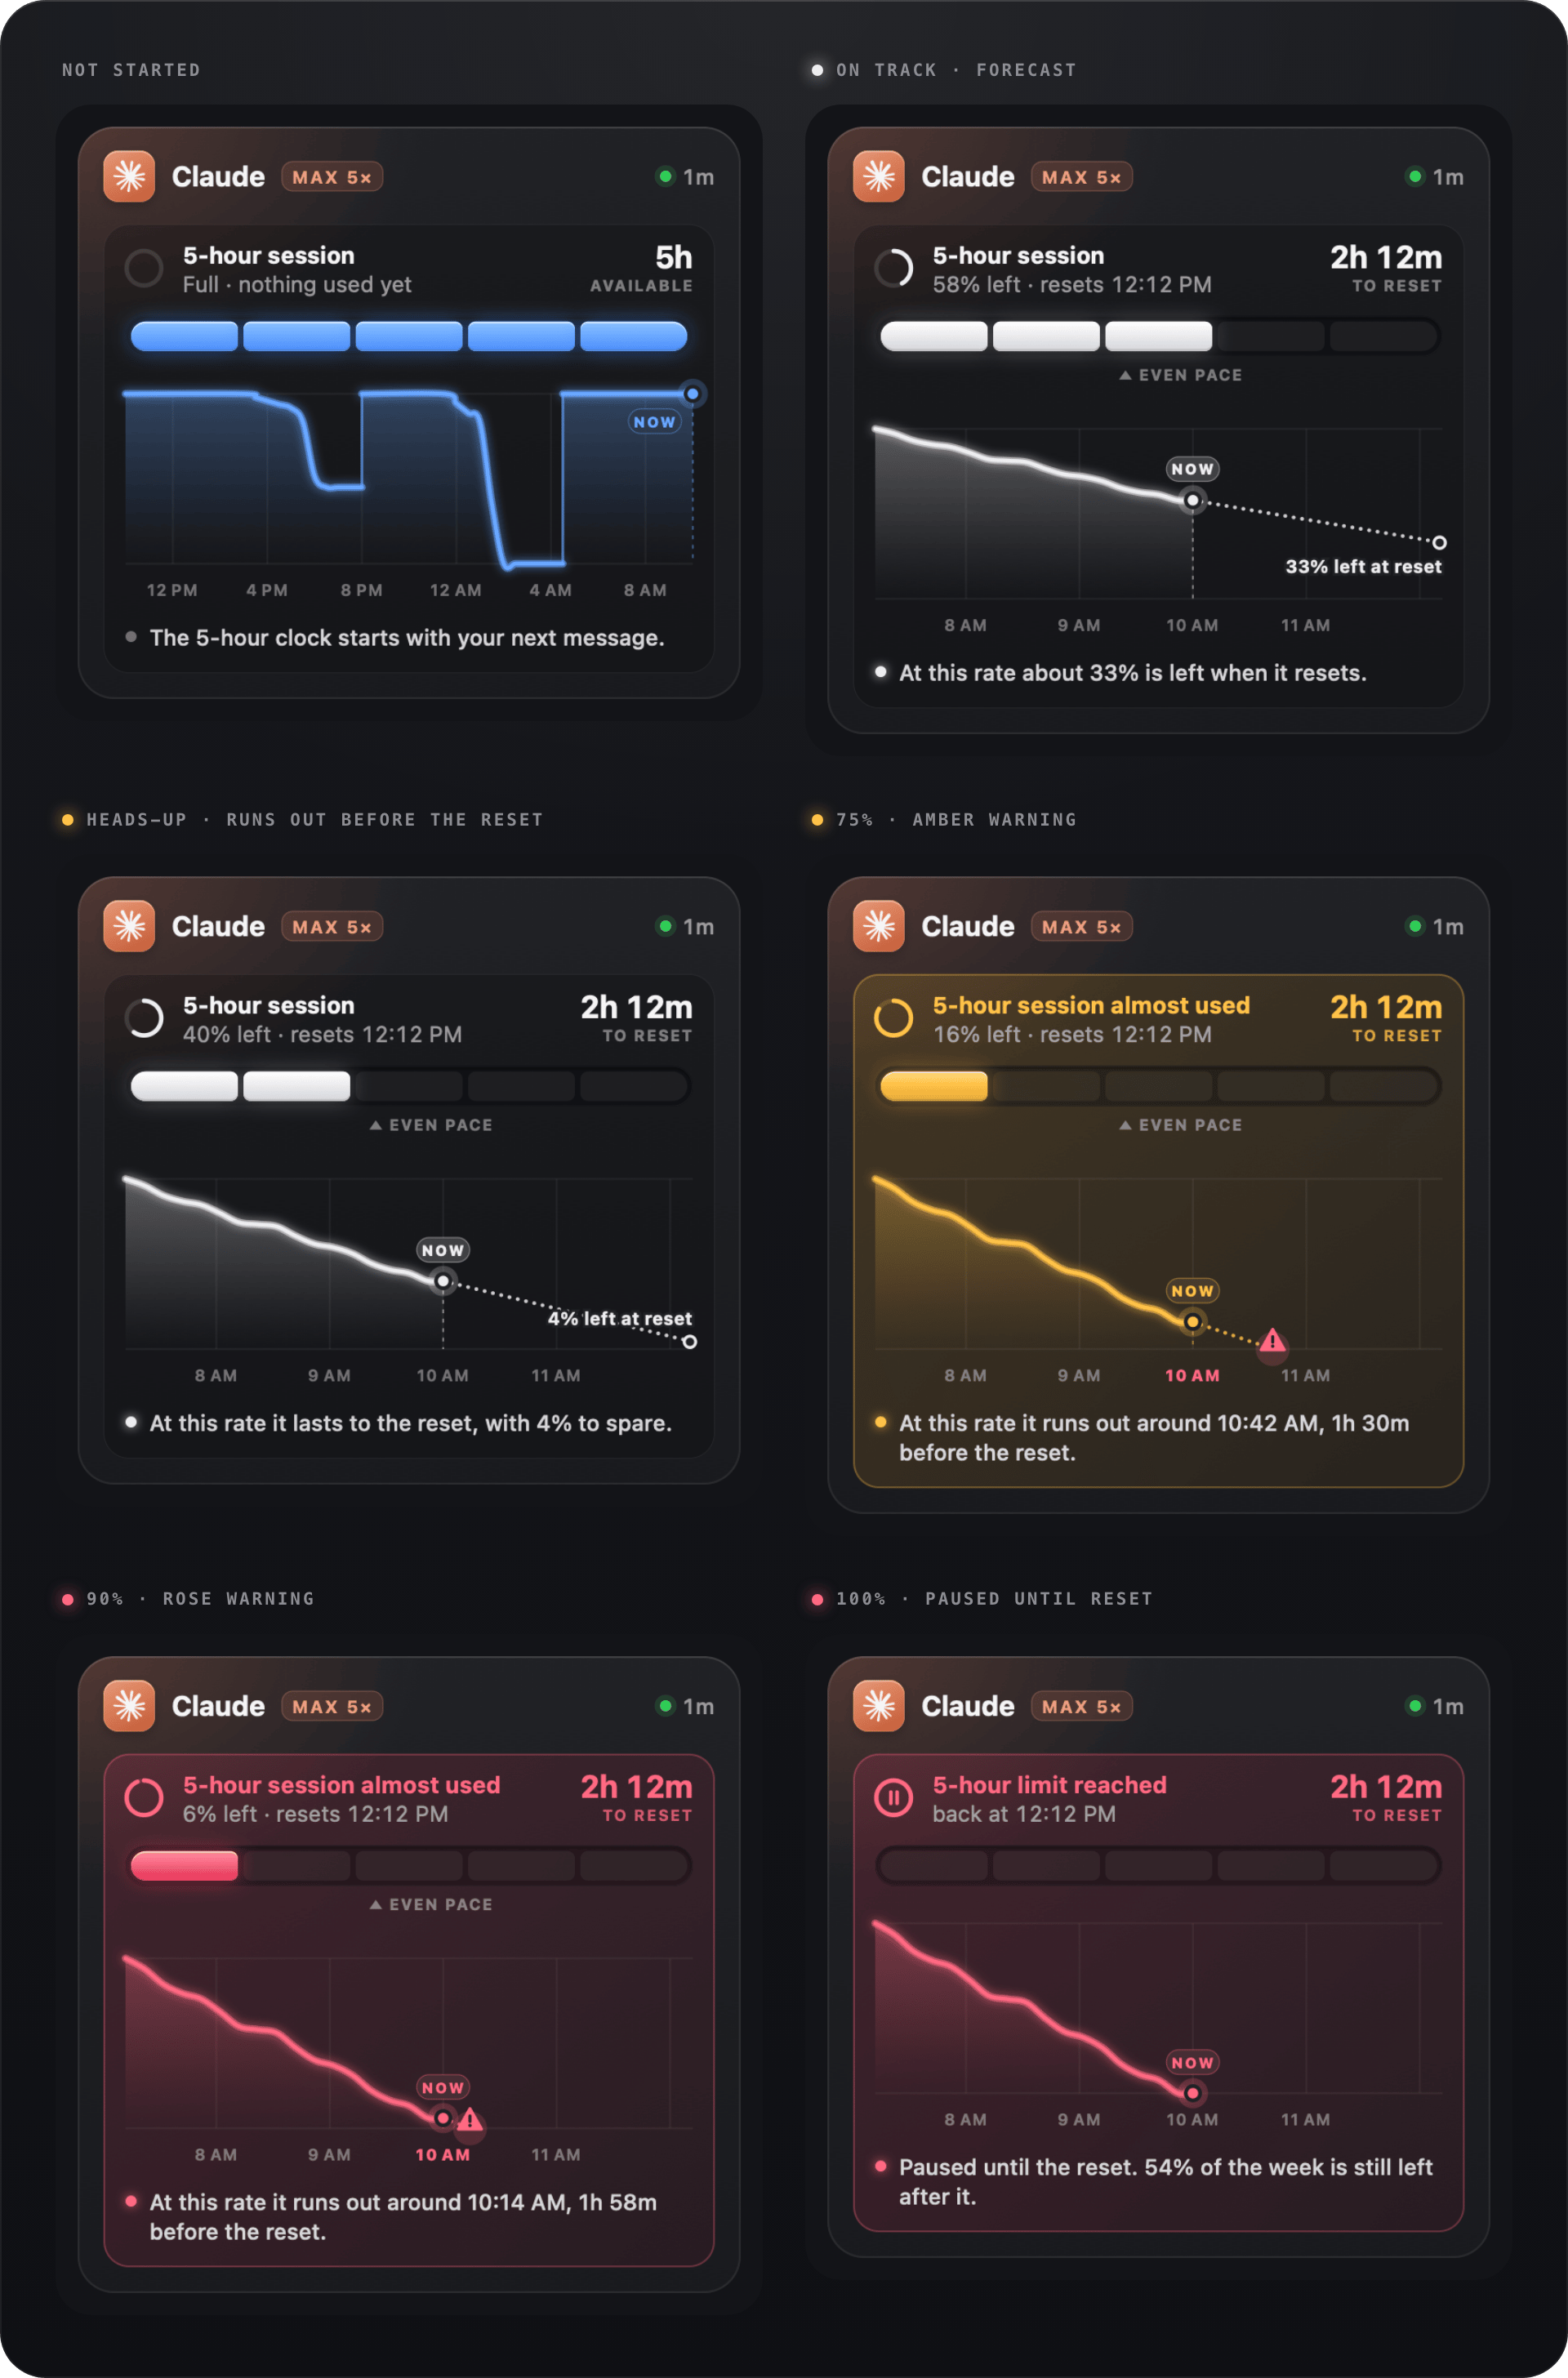 NOT STARTED
Claude MAX 5× 1m
5-hour session 5h
Full · nothing used yet AVAILABLE
NOW
12 PM 4 PM 8 PM 12 AM 4 AM 8 AM
The 5-hour clock starts with your next message.
ON TRACK · FORECAST
Claude MAX 5× 1m
5-hour session 2h 12m
58% left · resets 12:12 PM TO RESET
EVEN PACE
NOW
33% left at reset
8 AM 9 AM 10 AM 11 AM
At this rate about 33% is left when it resets.
HEADS-UP · RUNS OUT BEFORE THE RESET
Claude MAX 5× 1m
5-hour session 2h 12m
40% left · resets 12:12 PM TO RESET
EVEN PACE
NOW
4% left at reset
8 AM 9 AM 10 AM 11 AM
At this rate it lasts to the reset, with 4% to spare.
75% · AMBER WARNING
Claude MAX 5× 1m
5-hour session almost used 2h 12m
16% left · resets 12:12 PM TO RESET
EVEN PACE
NOW
8 AM 9 AM 10 AM 11 AM
At this rate it runs out around 10:42 AM, 1h 30m
before the reset.
90% · ROSE WARNING
Claude MAX 5× 1m
5-hour session almost used 2h 12m
6% left · resets 12:12 PM TO RESET
EVEN PACE
NOW
8 AM 9 AM 10 AM 11 AM
At this rate it runs out around 10:14 AM, 1h 58m
before the reset.
100% · PAUSED UNTIL RESET
Claude MAX 5× 1m
5-hour limit reached 2h 12m
back at 12:12 PM TO RESET
NOW
8 AM 9 AM 10 AM 11 AM
Paused until the reset. 54% of the week is still left
after it.